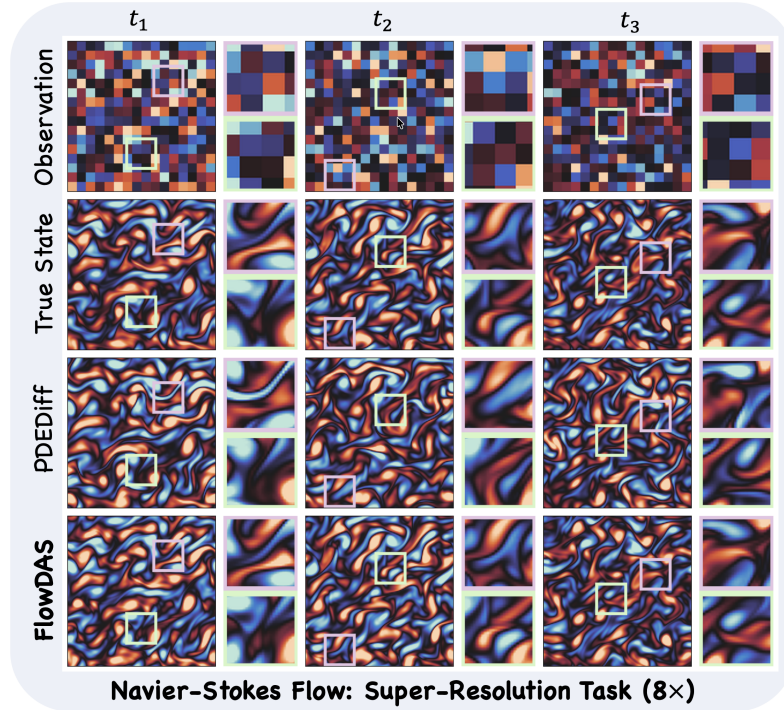 t₁ t₂ t₃
Observation
True State
PDEDiff
FlowDAS
Navier-Stokes Flow: Super-Resolution Task (8×)